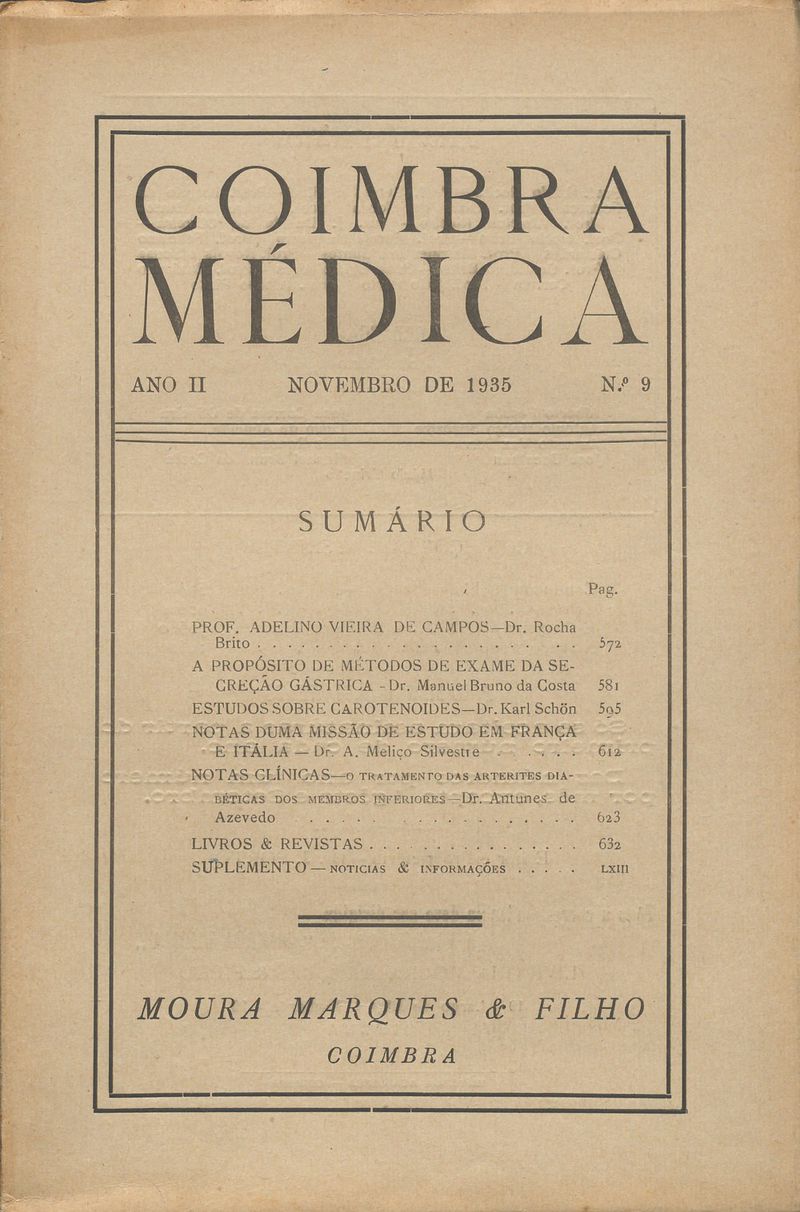 COIMBRA
MÉDICA
ANO II NOVEMBRO DE 1935 N.º 9
SUMÁRIO
Pag.
PROF. ADELINO VIEIRA DE CAMPOS—Dr. Rocha
Brito . . . . . . . . . . . . . . . . . . . . . 572
A PROPÓSITO DE MÉTODOS DE EXAME DA SE-
CREÇÃO GÁSTRICA - Dr. Manuel Bruno da Costa 581
ESTUDOS SOBRE CAROTENOIDES—Dr. Karl Schön 595
NOTAS DUMA MISSÃO DE ESTUDO EM FRANÇA
E ITÁLIA — Dr. A. Meliço Silvestre . . . . . . 612
NOTAS CLÍNICAS—O TRATAMENTO DAS ARTERITES DIA-
BÉTICAS DOS MEMBROS INFERIORES—Dr. Antunes de
Azevedo . . . . . . . . . . . . . . . . 623
LIVROS & REVISTAS . . . . . . . . . . . . . . . 632
SUPLEMENTO — NOTICIAS & INFORMAÇÕES . . . . . LXIII
MOURA MARQUES & FILHO
COIMBRA